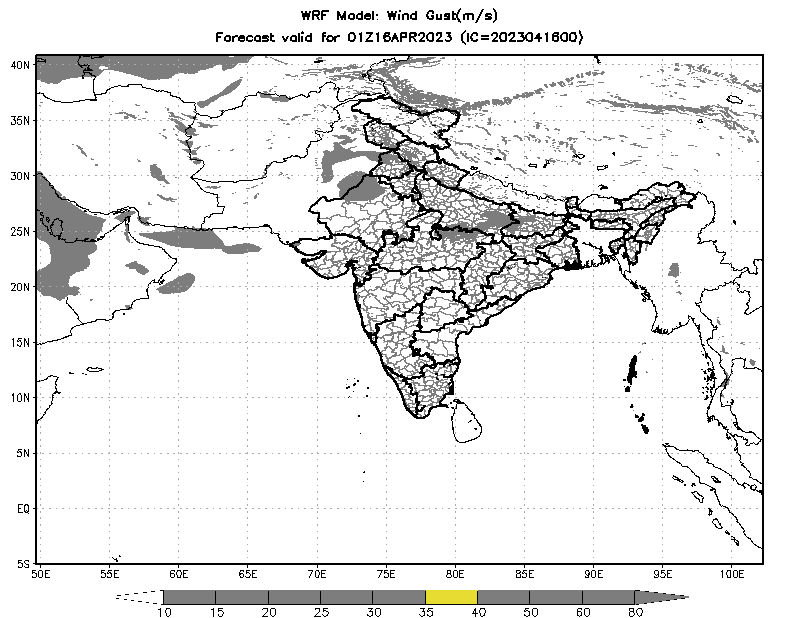 WRF Model: Wind Gust(m/s)
Forecast valid for 01Z16APR2023 (IC=2023041600)
40N
35N
30N
25N
20N
15N
10N
5N
EQ
5S
50E 55E 60E 65E 70E 75E 80E 85E 90E 95E 100E
10 15 20 25 30 35 40 50 60 80